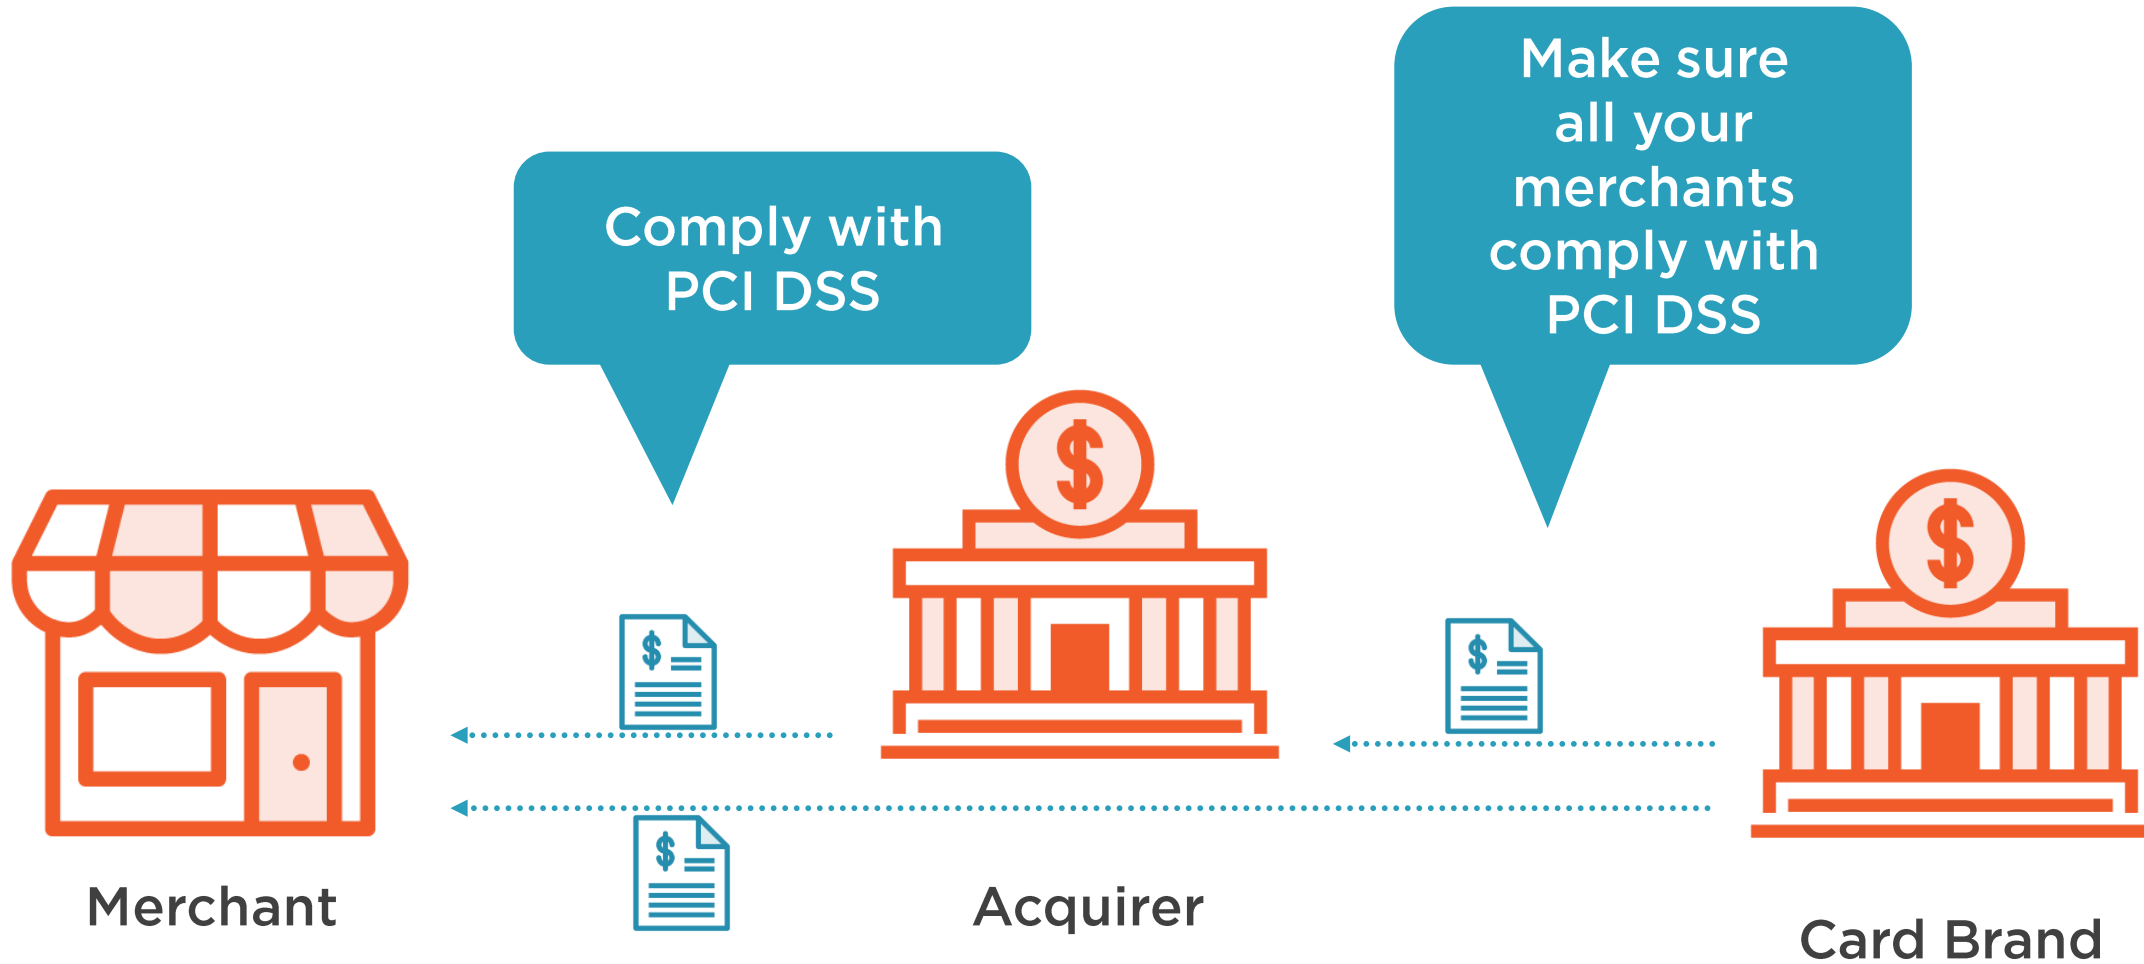 Make sure
all your
merchants
comply with
PCI DSS
Comply with
PCI DSS
$
$
$
$
$
Merchant
Acquirer
Card Brand